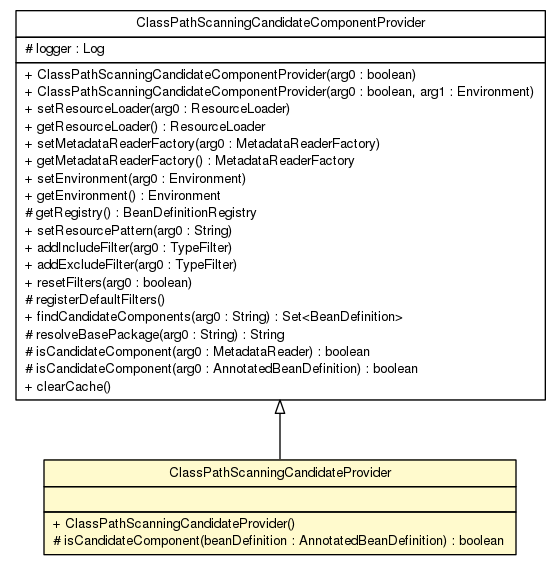 ClassPathScanningCandidateComponentProvider
# logger : Log
+ ClassPathScanningCandidateComponentProvider(arg0 : boolean)
+ ClassPathScanningCandidateComponentProvider(arg0 : boolean, arg1 : Environment)
+ setResourceLoader(arg0 : ResourceLoader)
+ getResourceLoader() : ResourceLoader
+ setMetadataReaderFactory(arg0 : MetadataReaderFactory)
+ getMetadataReaderFactory() : MetadataReaderFactory
+ setEnvironment(arg0 : Environment)
+ getEnvironment() : Environment
# getRegistry() : BeanDefinitionRegistry
+ setResourcePattern(arg0 : String)
+ addIncludeFilter(arg0 : TypeFilter)
+ addExcludeFilter(arg0 : TypeFilter)
+ resetFilters(arg0 : boolean)
# registerDefaultFilters()
+ findCandidateComponents(arg0 : String) : Set<BeanDefinition>
# resolveBasePackage(arg0 : String) : String
# isCandidateComponent(arg0 : MetadataReader) : boolean
# isCandidateComponent(arg0 : AnnotatedBeanDefinition) : boolean
+ clearCache()
ClassPathScanningCandidateProvider
+ ClassPathScanningCandidateProvider()
# isCandidateComponent(beanDefinition : AnnotatedBeanDefinition) : boolean